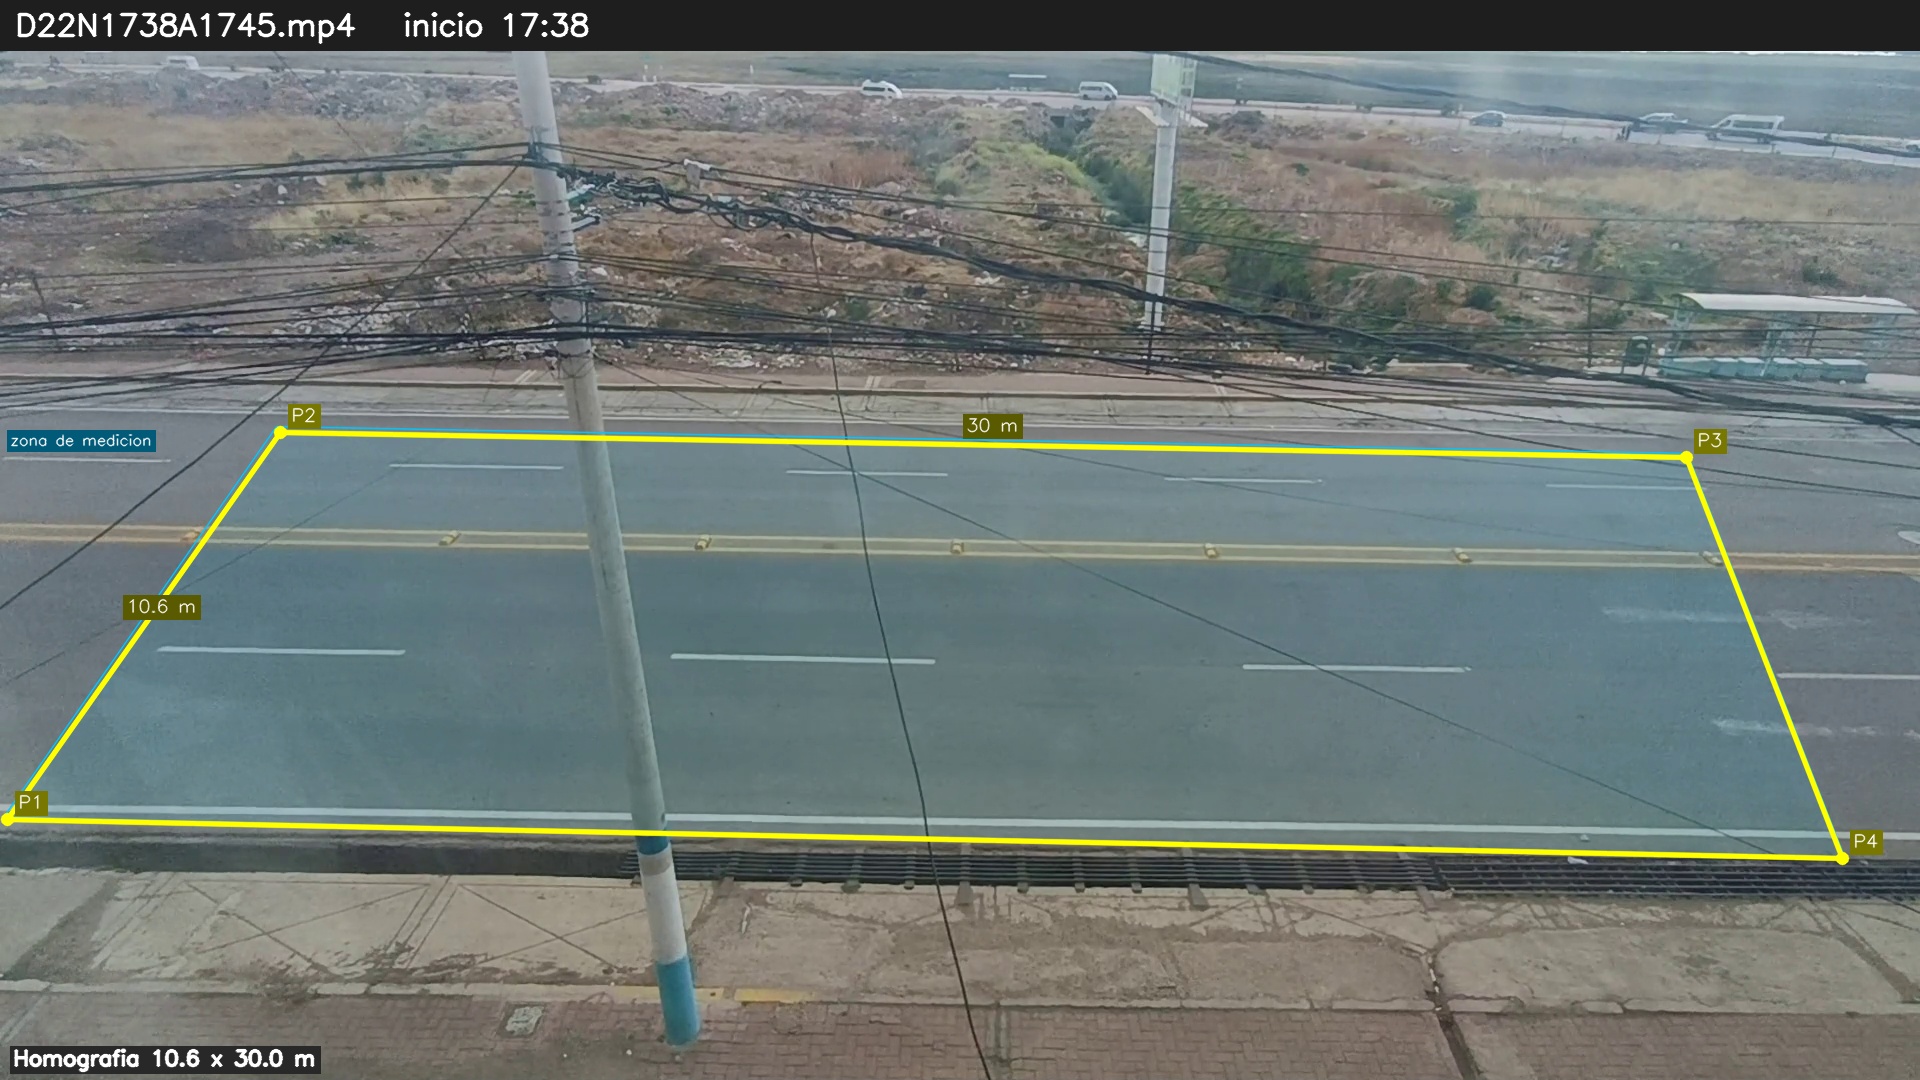 D22N1738A1745.mp4 inicio 17:38
P2
30 m
P3
zona de medicion
10.6 m
P1
P4
Homografia 10.6 x 30.0 m